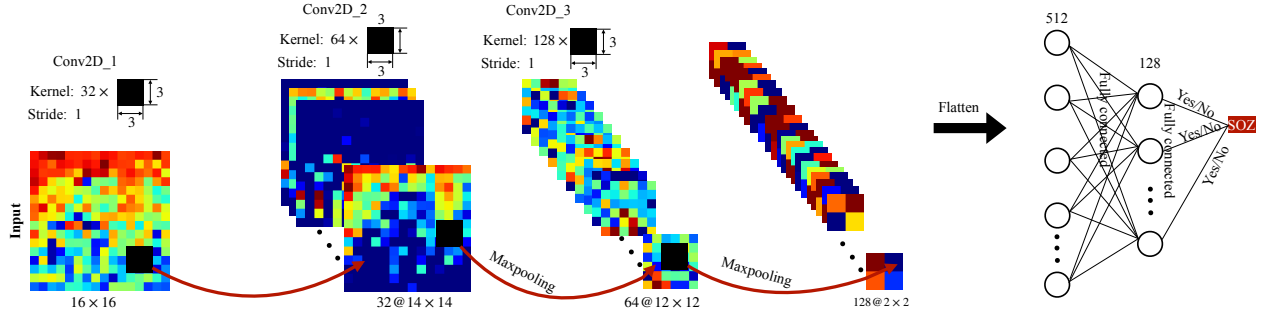 Conv2D_1
Kernel: 32 ×
Stride: 1
3
3
Input
16 × 16
Conv2D_2
3
Kernel: 64 ×
3
Stride: 1
3
32@14 × 14
Maxpooling
Conv2D_3
3
Kernel: 128 ×
3
Stride: 1
3
64@12 × 12
Maxpooling
128@2 × 2
Flatten
512
Fully connected
128
Fully connected
Yes/No
Yes/No
Yes/No
SOZ